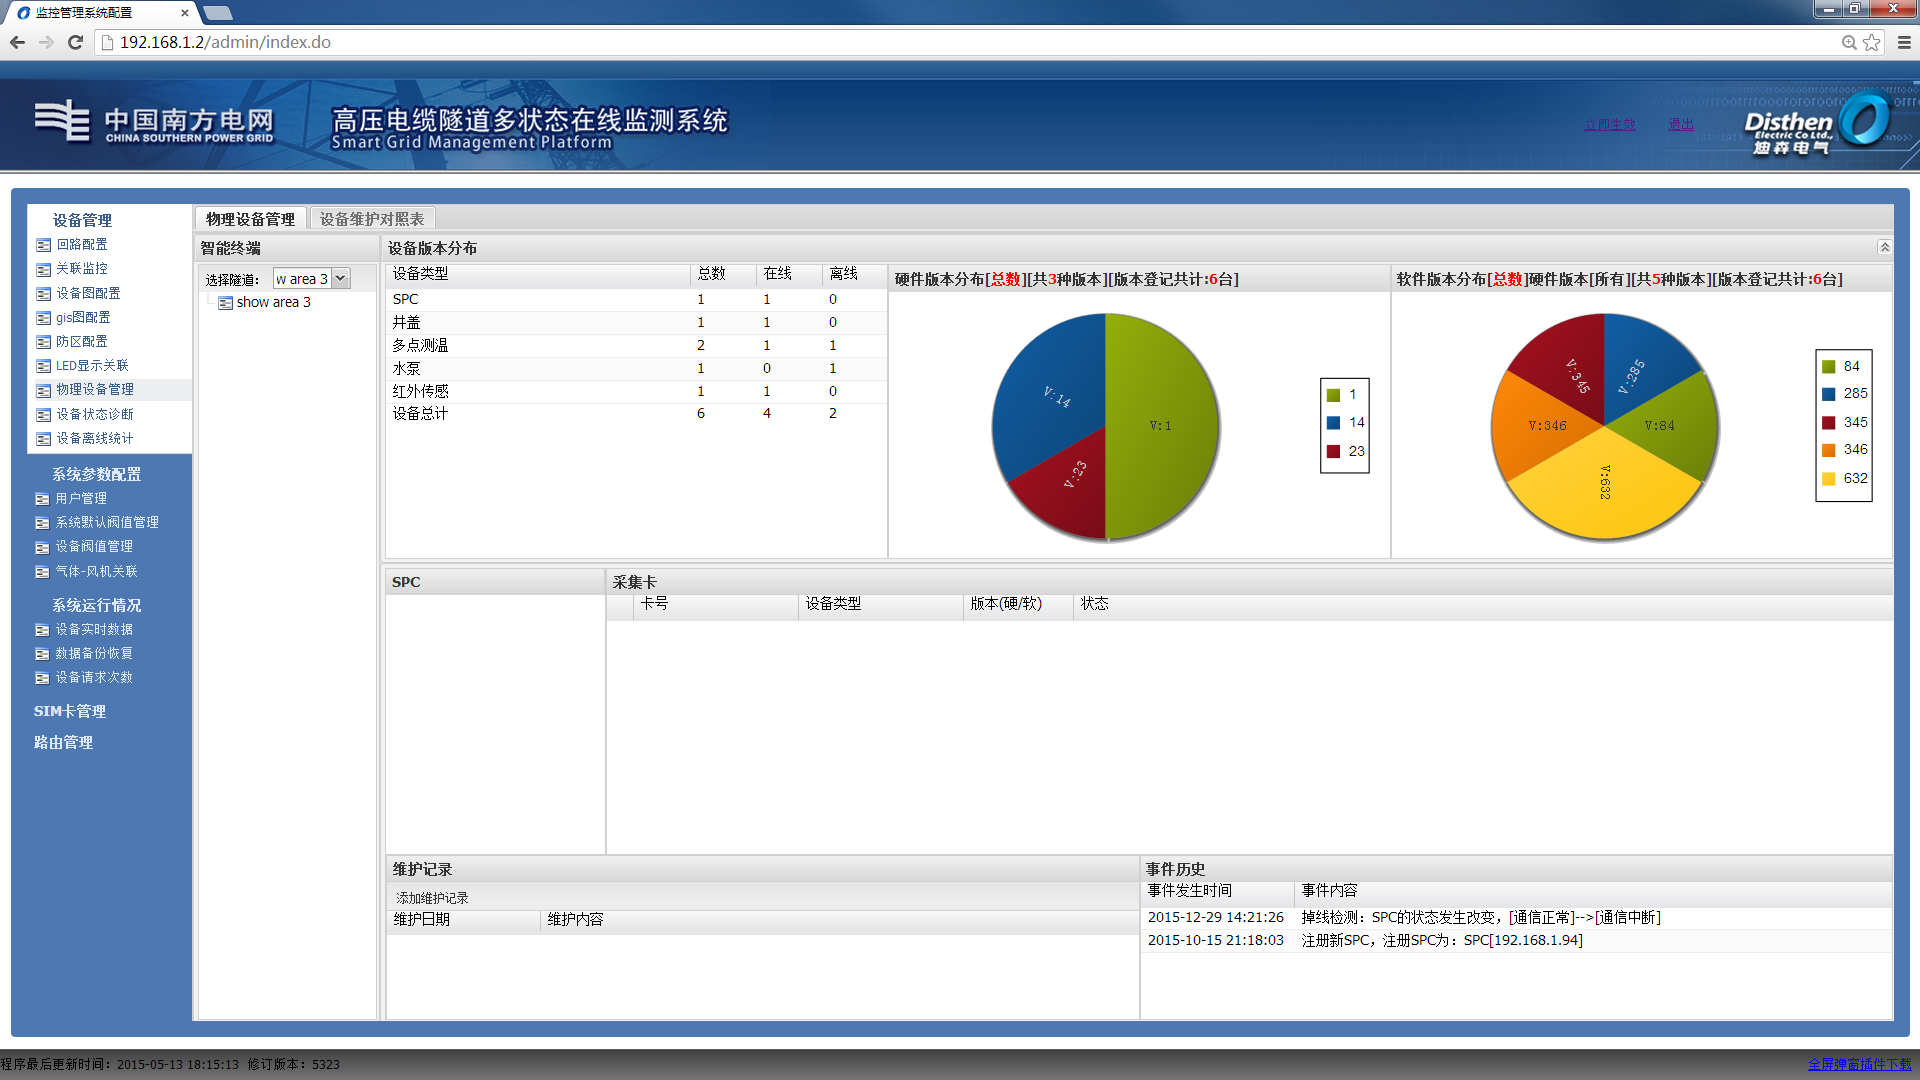 监控管理系统配置
192.168.1.2/admin/index.do
中国南方电网
CHINA SOUTHERN POWER GRID
高压电缆隧道多状态在线监测系统
Smart Grid Management Platform
立即生效 退出
Disthen
Electric Co Ltd.,
迪森电气
设备管理
回路配置
关联监控
设备图配置
gis图配置
防区配置
LED显示关联
物理设备管理
设备状态诊断
设备离线统计
系统参数配置
用户管理
系统默认阀值管理
设备阀值管理
气体-风机关联
系统运行情况
设备实时数据
数据备份恢复
设备请求次数
SIM卡管理
路由管理
物理设备管理 设备维护对照表
智能终端
选择隧道： w area 3
show area 3
设备版本分布
设备类型 总数 在线 离线
SPC 1 1 0
井盖 1 1 0
多点测温 2 1 1
水泵 1 0 1
红外传感 1 1 0
设备总计 6 4 2
硬件版本分布[总数][共3种版本][版本登记共计:6台]
V:14
V:1
V:23
1
14
23
软件版本分布[总数]硬件版本[所有][共5种版本][版本登记共计:6台]
V:345
V:285
V:346
V:84
V:632
84
285
345
346
632
SPC
采集卡
卡号 设备类型 版本(硬/软) 状态
维护记录
添加维护记录
维护日期 维护内容
事件历史
事件发生时间 事件内容
2015-12-29 14:21:26 掉线检测：SPC的状态发生改变，[通信正常]-->[通信中断]
2015-10-15 21:18:03 注册新SPC，注册SPC为：SPC[192.168.1.94]
程序最后更新时间：2015-05-13 18:15:13 修订版本：5323
全屏弹窗插件下载